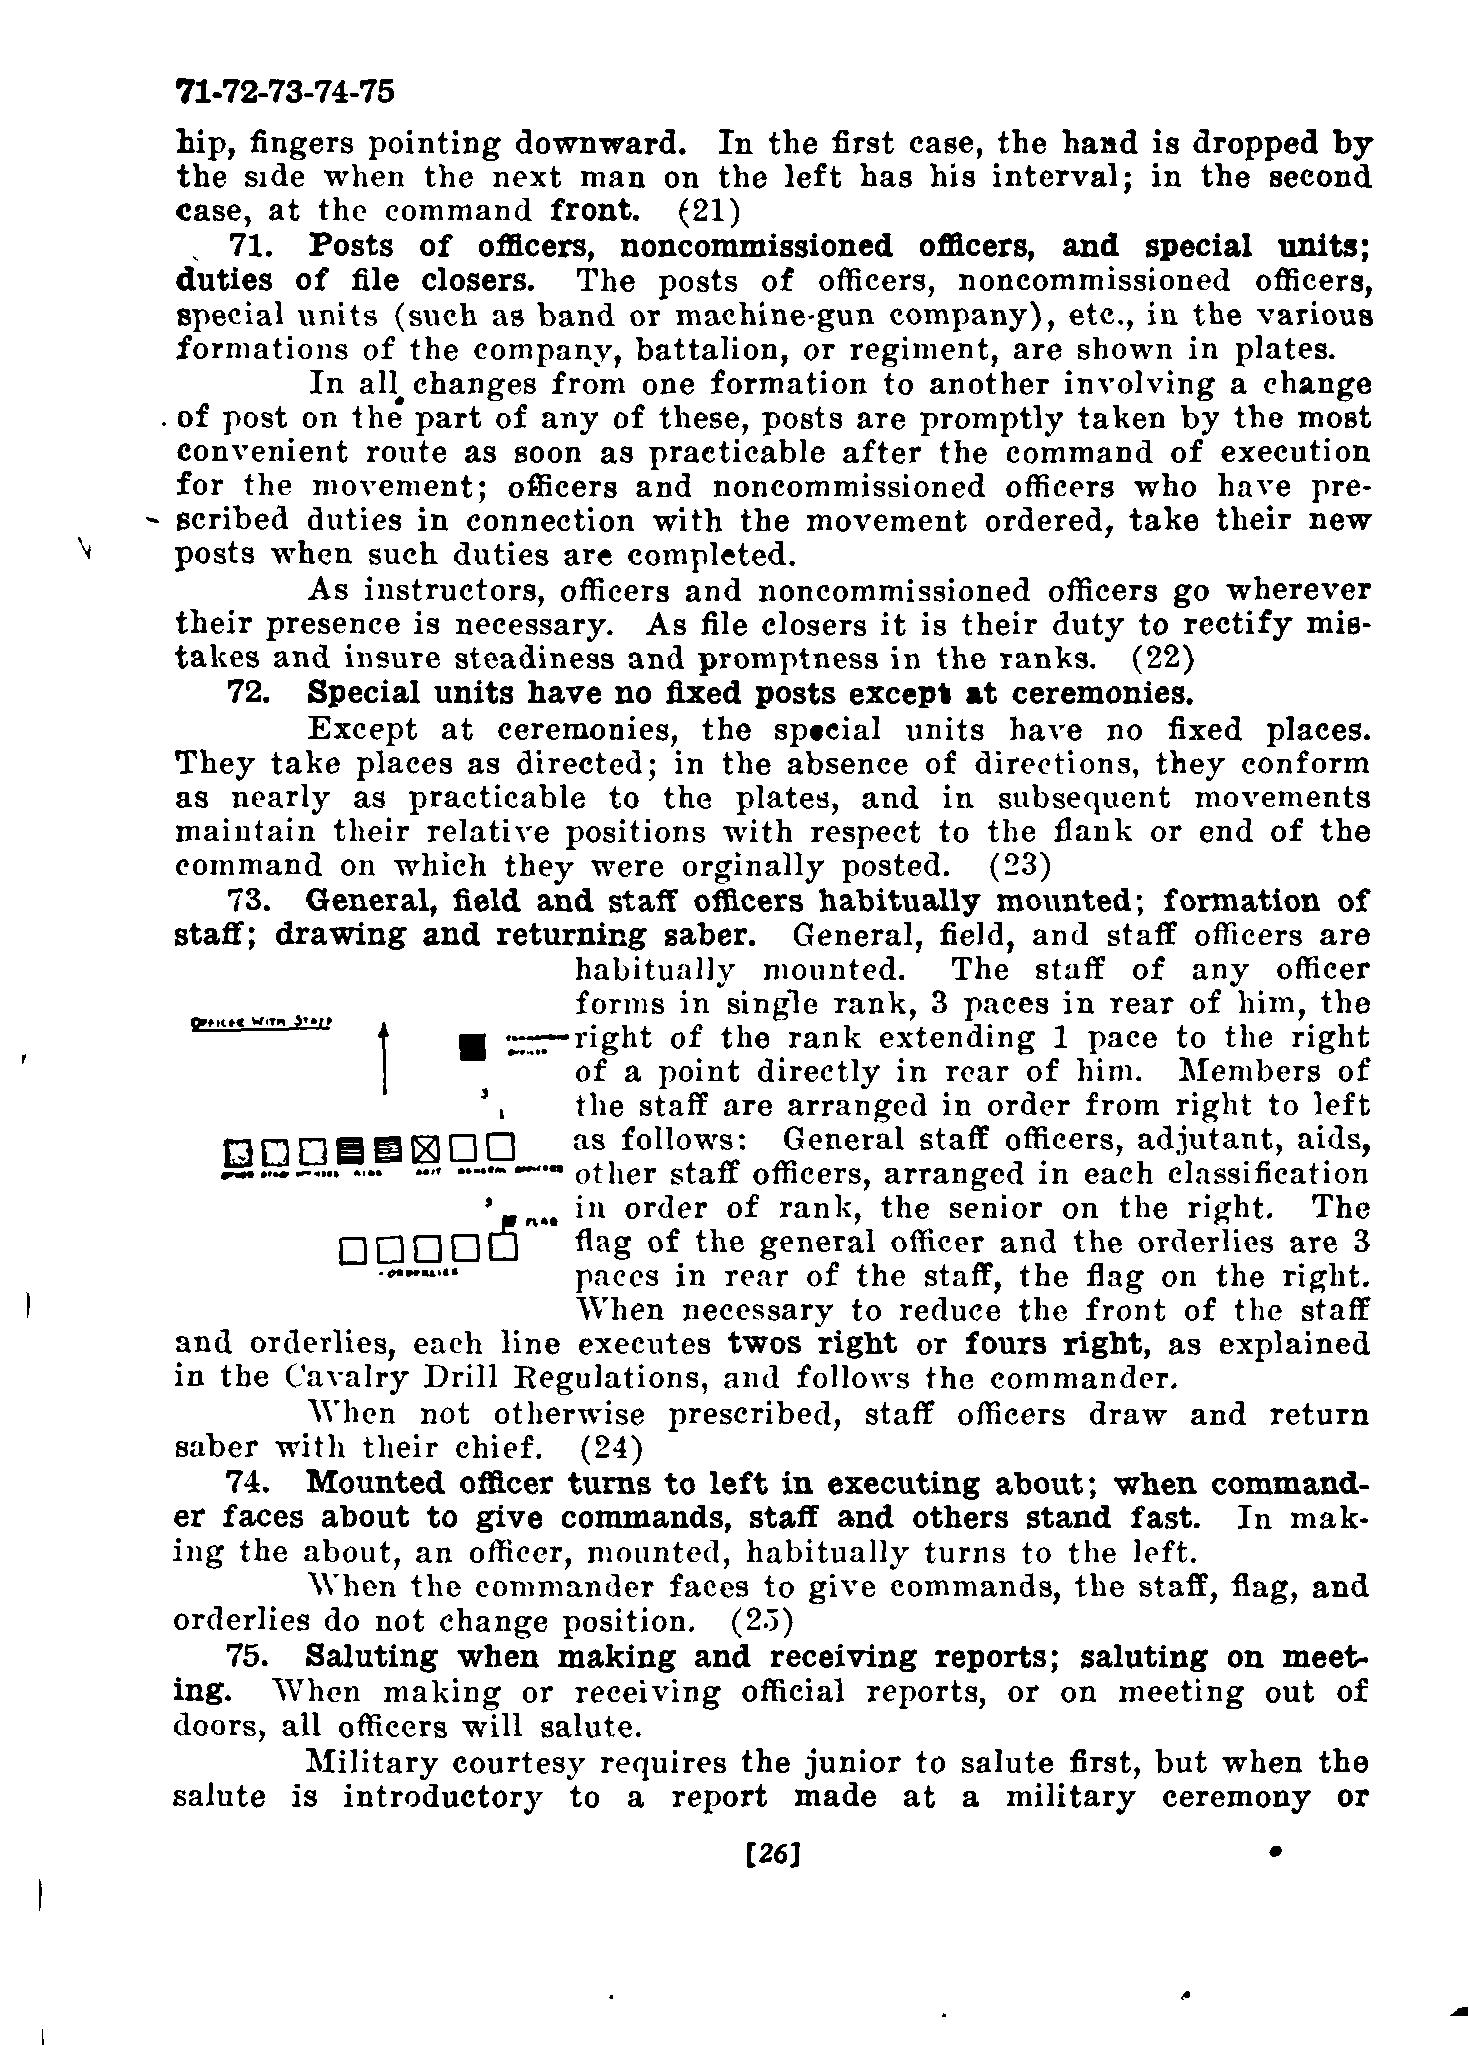 71-72-73-74-75
hip, fingers pointing downward. In the first case, the hand is dropped by
the side when the next man on the left has his interval; in the second
case, at the command front. (21)
71. Posts of officers, noncommissioned officers, and special units;
duties of file closers. The posts of officers, noncommissioned officers,
special units (such as band or machine-gun company), etc., in the various
formations of the company, battalion, or regiment, are shown in plates.
In all changes from one formation to another involving a change
of post on the part of any of these, posts are promptly taken by the most
convenient route as soon as practicable after the command of execution
for the movement; officers and noncommissioned officers who have pre-
scribed duties in connection with the movement ordered, take their new
posts when such duties are completed.
As instructors, officers and noncommissioned officers go wherever
their presence is necessary. As file closers it is their duty to rectify mis-
takes and insure steadiness and promptness in the ranks. (22)
72. Special units have no fixed posts except at ceremonies.
Except at ceremonies, the special units have no fixed places.
They take places as directed; in the absence of directions, they conform
as nearly as practicable to the plates, and in subsequent movements
maintain their relative positions with respect to the flank or end of the
command on which they were orginally posted. (23)
73. General, field and staff officers habitually mounted; formation of
staff; drawing and returning saber. General, field, and staff officers are
habitually mounted. The staff of any officer
forms in single rank, 3 paces in rear of him, the
right of the rank extending 1 pace to the right
of a point directly in rear of him. Members of
the staff are arranged in order from right to left
as follows: General staff officers, adjutant, aids,
other staff officers, arranged in each classification
in order of rank, the senior on the right. The
flag of the general officer and the orderlies are 3
paces in rear of the staff, the flag on the right.
When necessary to reduce the front of the staff
OFFICER WITH STAFF
3
1
AIDS
3
FLAG
ORDERLIES
and orderlies, each line executes twos right or fours right, as explained
in the Cavalry Drill Regulations, and follows the commander.
When not otherwise prescribed, staff officers draw and return
saber with their chief. (24)
74. Mounted officer turns to left in executing about; when command-
er faces about to give commands, staff and others stand fast. In mak-
ing the about, an officer, mounted, habitually turns to the left.
When the commander faces to give commands, the staff, flag, and
orderlies do not change position. (25)
75. Saluting when making and receiving reports; saluting on meet-
ing. When making or receiving official reports, or on meeting out of
doors, all officers will salute.
Military courtesy requires the junior to salute first, but when the
salute is introductory to a report made at a military ceremony or
[26]